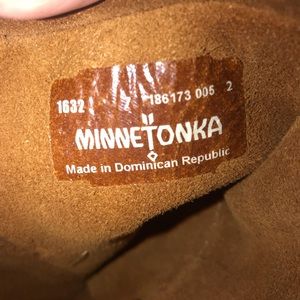 1632 186173 005 2
MINNETONKA
Made in Dominican Republic